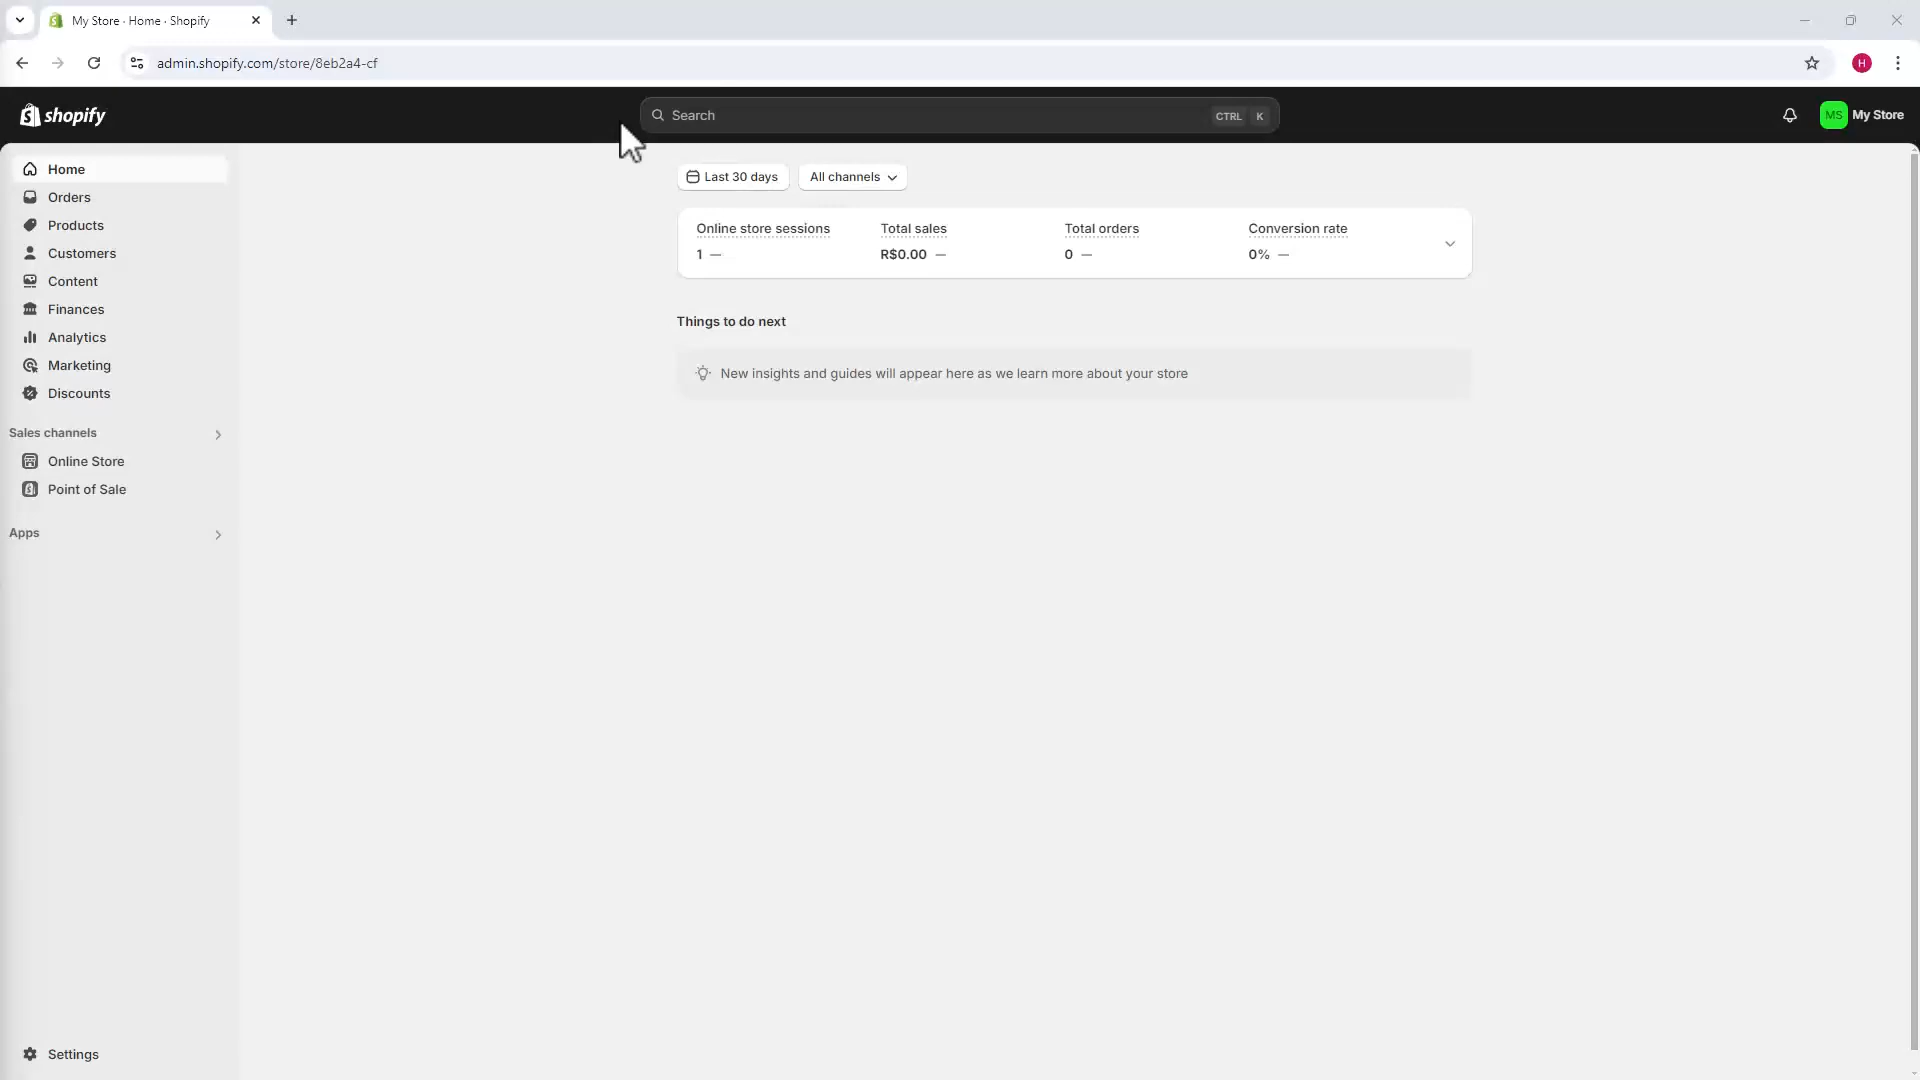 My Store · Home · Shopify
admin.shopify.com/store/8eb2a4-cf
H
shopify
Search
CTRL K
MS My Store
Home
Orders
Products
Customers
Content
Finances
Analytics
Marketing
Discounts
Sales channels
Online Store
Point of Sale
Apps
Settings
Last 30 days
All channels
Online store sessions Total sales Total orders Conversion rate
1 — R$0.00 — 0 — 0% —
Things to do next
New insights and guides will appear here as we learn more about your store